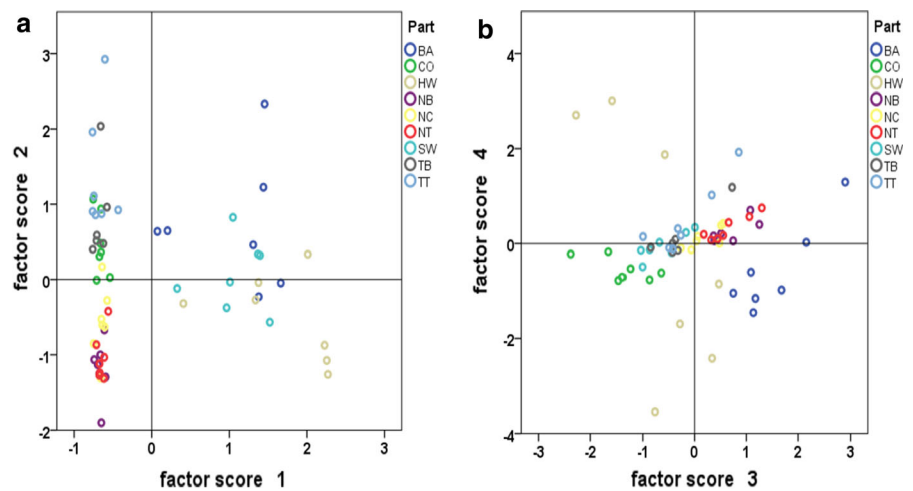 a
Part
BA
CO
HW
NB
NC
NT
SW
TB
TT
3
2
1
0
-1
-2
factor score 2
-1
0
1
2
3
factor score 1
b
Part
BA
CO
HW
NB
NC
NT
SW
TB
TT
4
2
0
-2
-4
factor score 4
-3
-2
-1
0
1
2
3
factor score 3